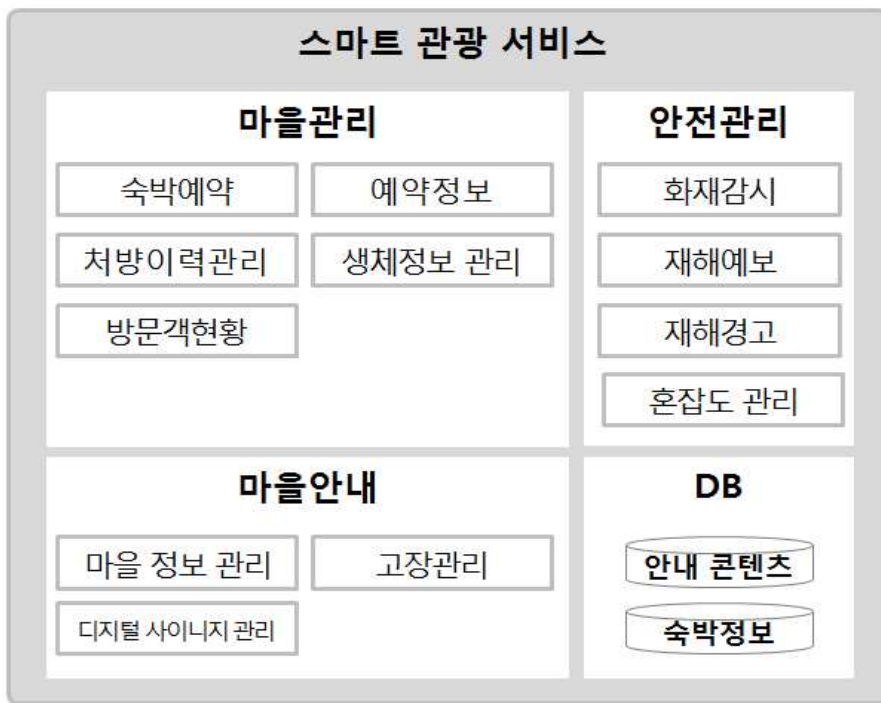 스마트 관광 서비스
마을관리
숙박예약
예약정보
처방이력관리
생체정보 관리
방문객현황
안전관리
화재감시
재해예보
재해경고
혼잡도 관리
마을안내
마을 정보 관리
고장관리
디지털 사이니지 관리
DB
안내 콘텐츠
숙박정보